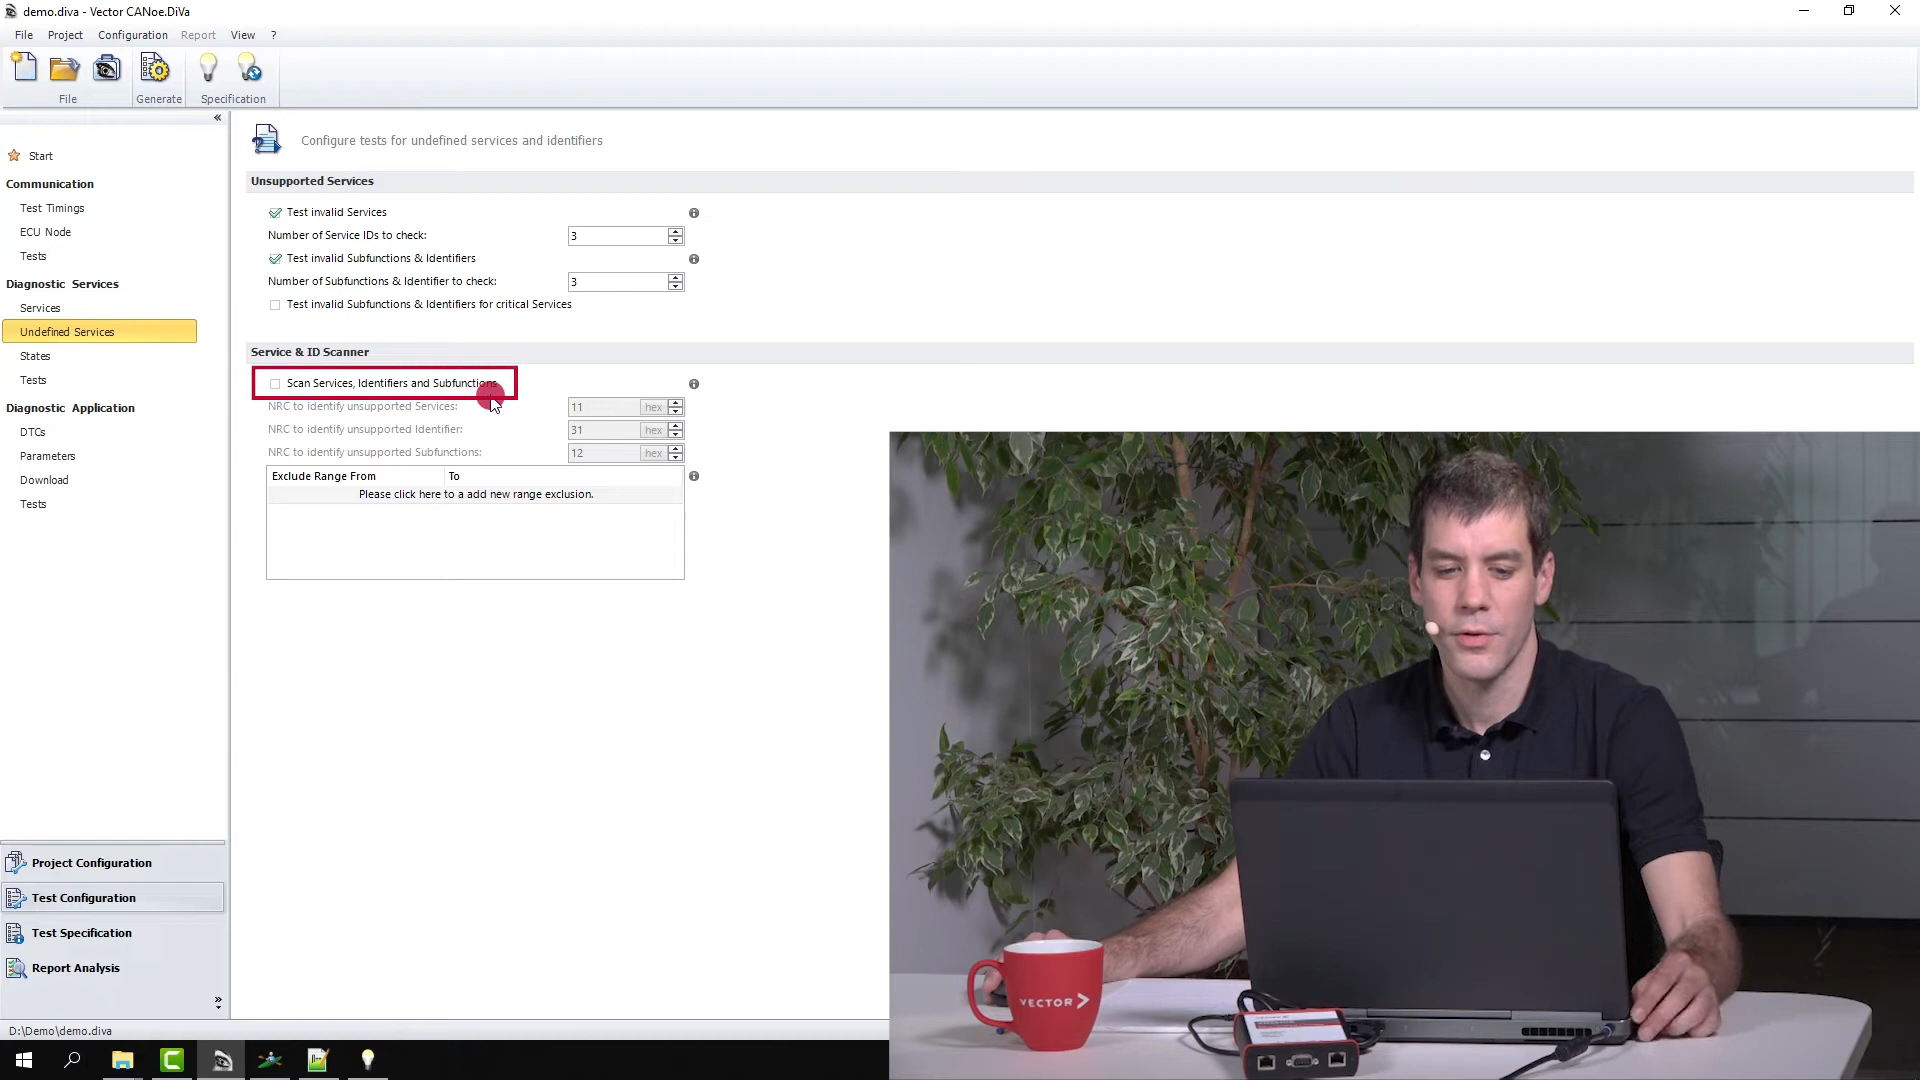 demo.diva - Vector CANoe.DiVa
File Project Configuration Report View ?
File Generate Specification
«
Start
Communication
Test Timings
ECU Node
Tests
Diagnostic Services
Services
Undefined Services
States
Tests
Diagnostic Application
DTCs
Parameters
Download
Tests
Project Configuration
Test Configuration
Test Specification
Report Analysis
Configure tests for undefined services and identifiers
Unsupported Services
Test invalid Services
Number of Service IDs to check: 3
Test invalid Subfunctions & Identifiers
Number of Subfunctions & Identifier to check: 3
Test invalid Subfunctions & Identifiers for critical Services
Service & ID Scanner
Scan Services, Identifiers and Subfunctions
NRC to identify unsupported Services: 11 hex
NRC to identify unsupported Identifier: 31 hex
NRC to identify unsupported Subfunctions: 12 hex
Exclude Range From To
Please click here to a add new range exclusion.
D:\Demo\demo.diva
VECTOR